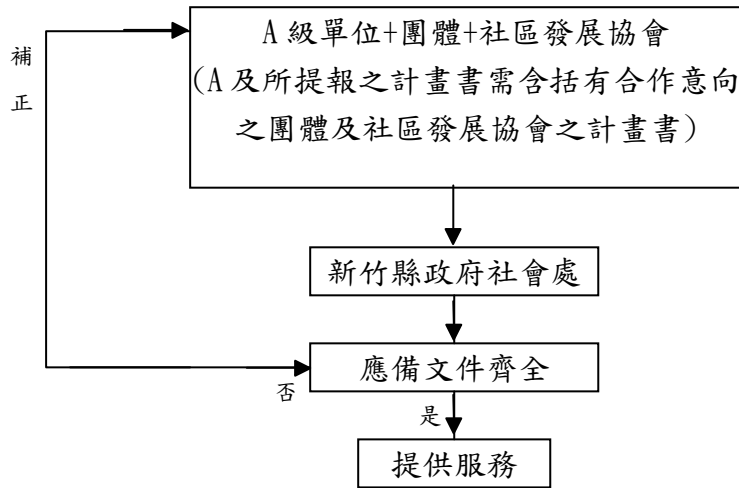 A 級單位+團體+社區發展協會
(A 及所提報之計畫書需含括有合作意向
之團體及社區發展協會之計畫書)
補
正
新竹縣政府社會處
應備文件齊全
否
是
提供服務